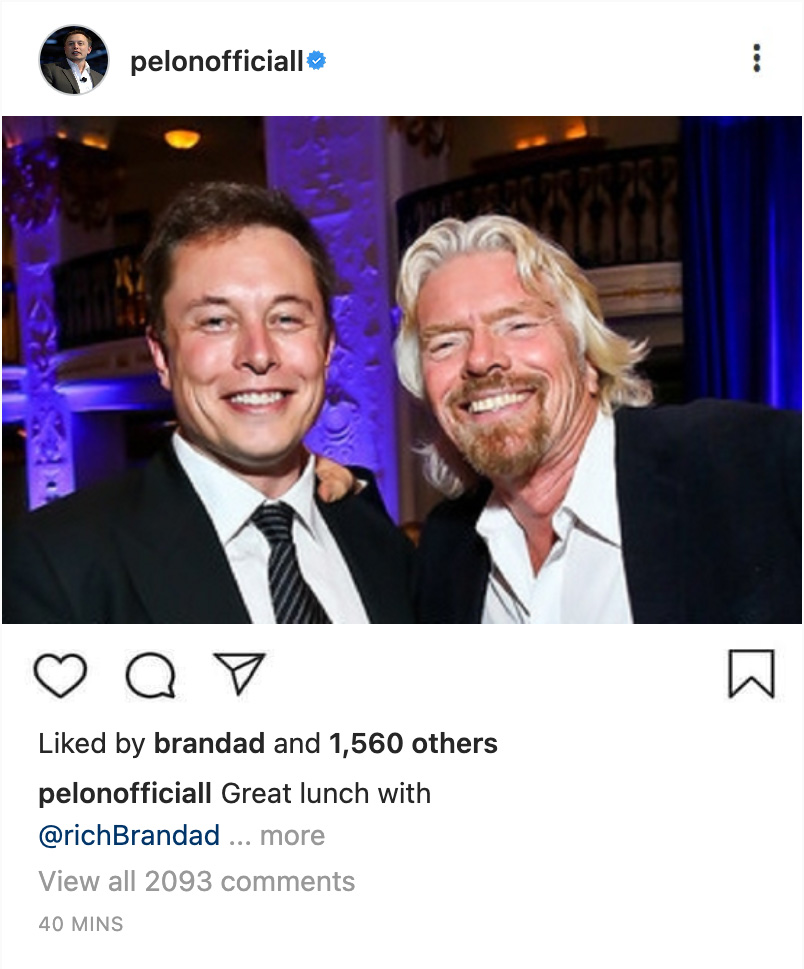 pelonofficiall
Liked by brandad and 1,560 others
pelonofficiall Great lunch with
@richBrandad ... more
View all 2093 comments
40 MINS